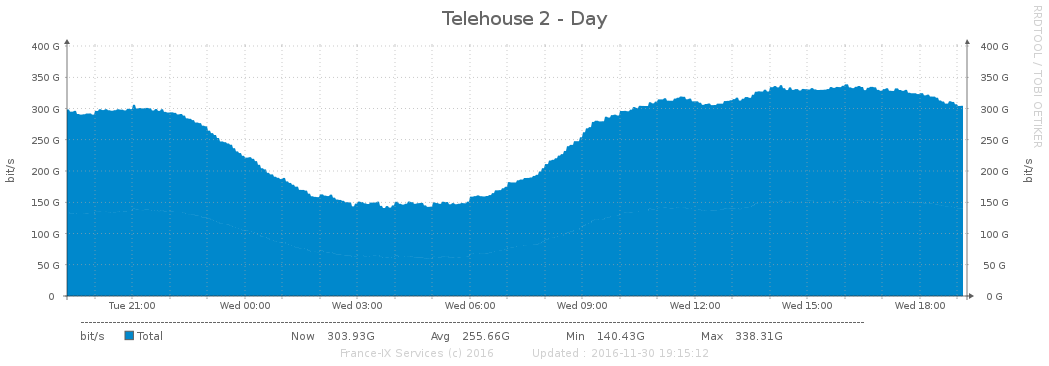 Telehouse 2 - Day
RRDTOOL / TOBI OETIKER
400 G 400 G
350 G 350 G
300 G 300 G
250 G 250 G
200 G 200 G
150 G 150 G
100 G 100 G
50 G 50 G
0 0 G
bit/s bit/s
Tue 21:00 Wed 00:00 Wed 03:00 Wed 06:00 Wed 09:00 Wed 12:00 Wed 15:00 Wed 18:00
bit/s Total Now 303.93G Avg 255.66G Min 140.43G Max 338.31G
France-IX Services (c) 2016 Updated : 2016-11-30 19:15:12